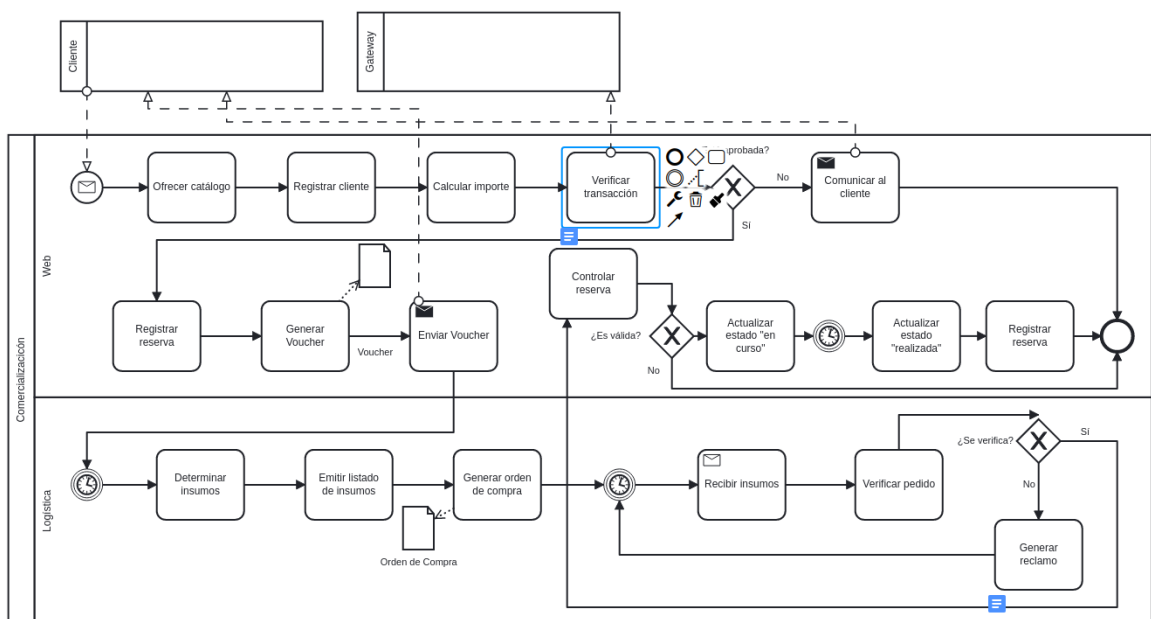 Cliente
Gateway
Comercialización
Web
Ofrecer catálogo
Registrar cliente
Calcular importe
Verificar
transacción
probada?
No
Comunicar al
cliente
Sí
Controlar
reserva
Registrar
reserva
Generar
Voucher
Voucher
Enviar Voucher
¿Es válida?
No
Actualizar
estado "en
curso"
Actualizar
estado
"realizada"
Registrar
reserva
Logística
Determinar
insumos
Emitir listado
de insumos
Generar orden
de compra
Orden de Compra
Recibir insumos
Verificar pedido
¿Se verifica?
Sí
No
Generar
reclamo